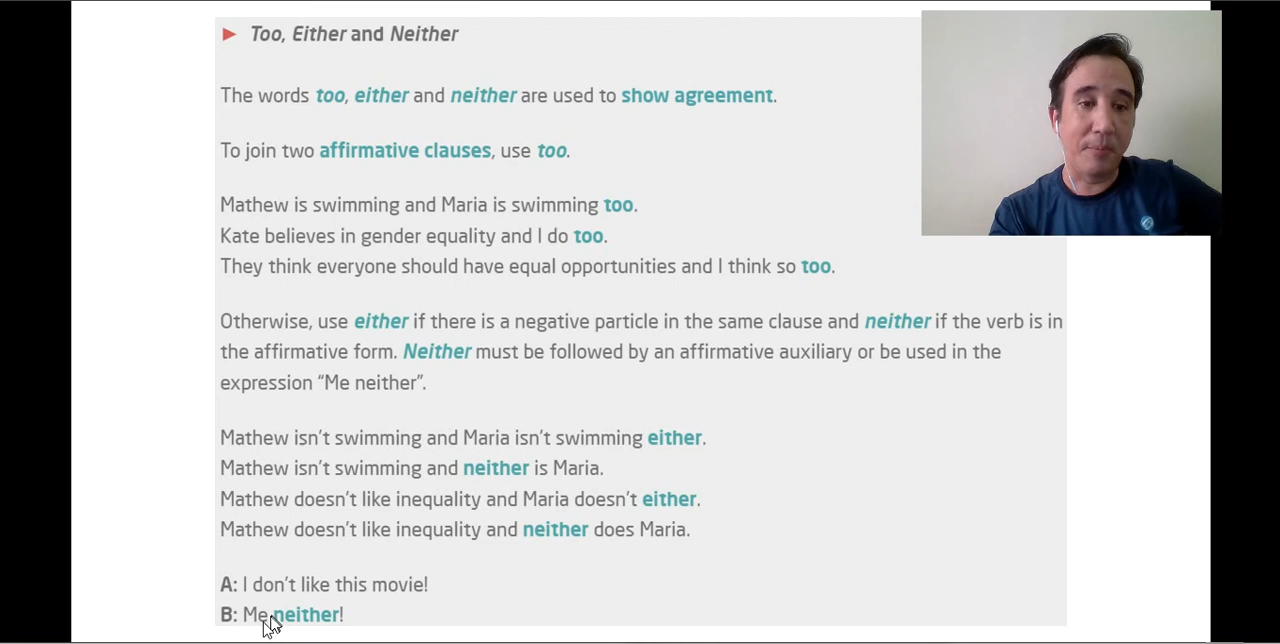 ► Too, Either and Neither
The words too, either and neither are used to show agreement.
To join two affirmative clauses, use too.
Mathew is swimming and Maria is swimming too.
Kate believes in gender equality and I do too.
They think everyone should have equal opportunities and I think so too.
Otherwise, use either if there is a negative particle in the same clause and neither if the verb is in
the affirmative form. Neither must be followed by an affirmative auxiliary or be used in the
expression “Me neither”.
Mathew isn’t swimming and Maria isn’t swimming either.
Mathew isn’t swimming and neither is Maria.
Mathew doesn’t like inequality and Maria doesn’t either.
Mathew doesn’t like inequality and neither does Maria.
A: I don’t like this movie!
B: Me neither!